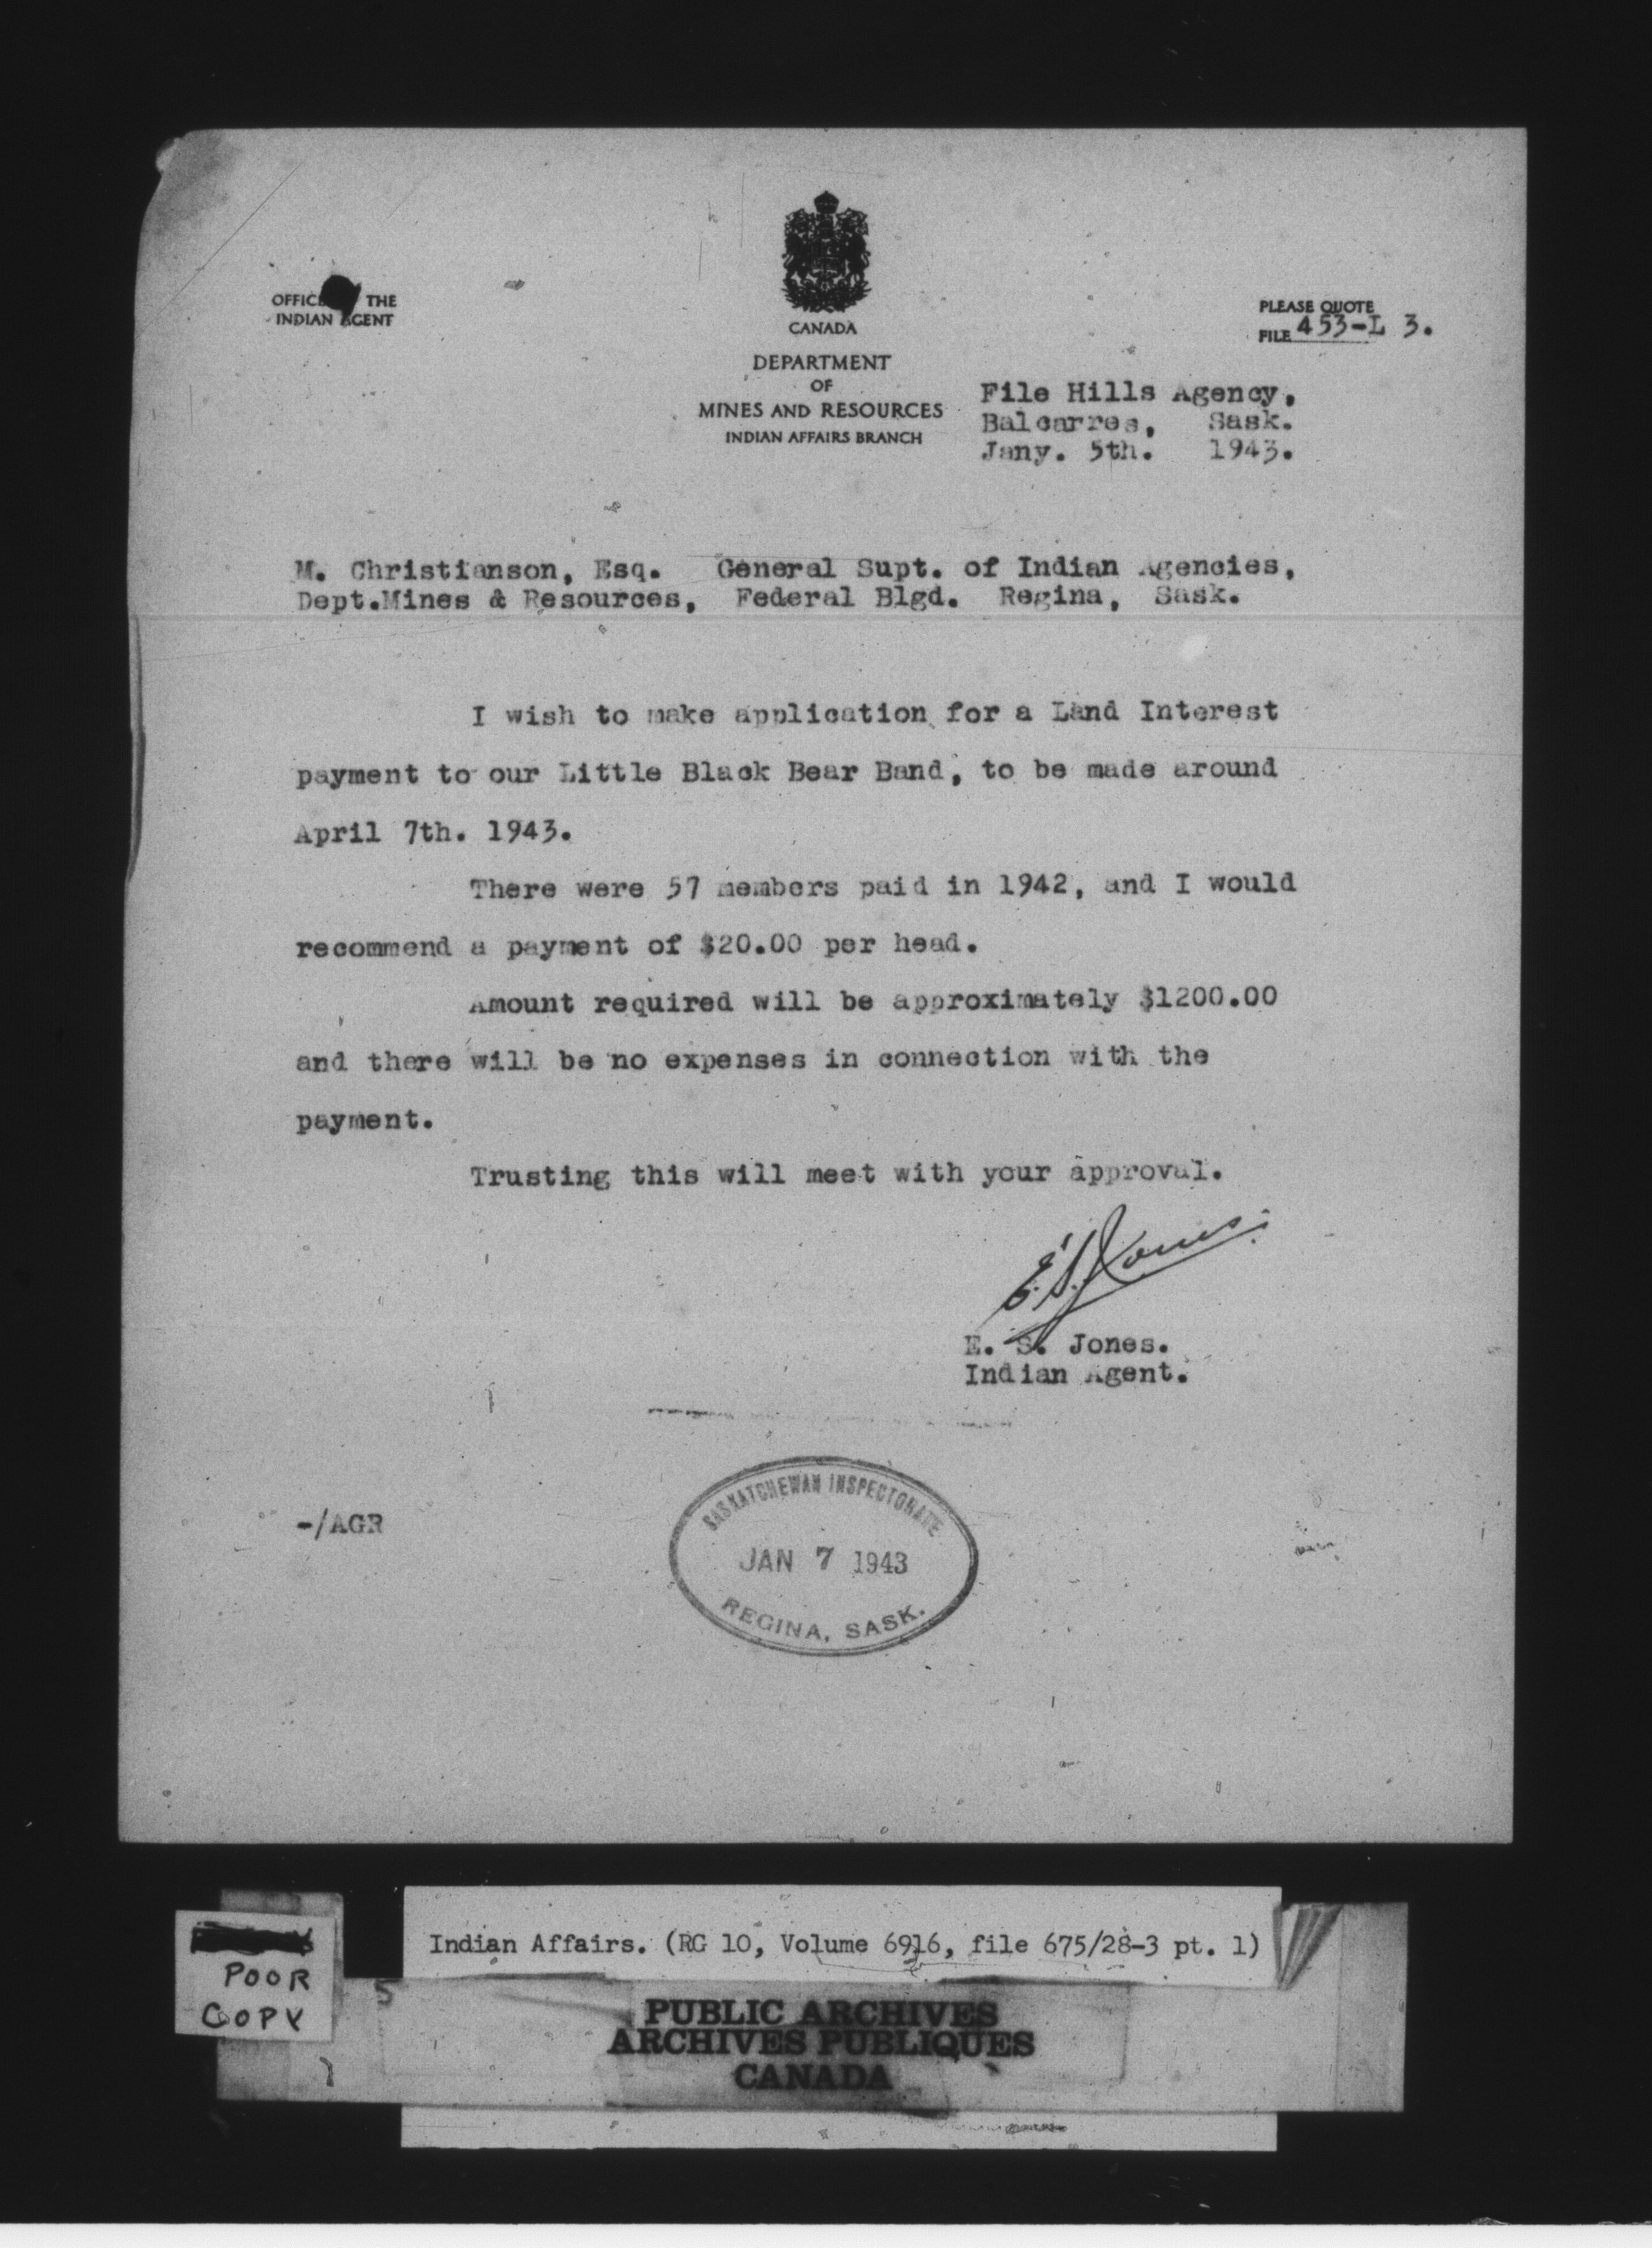 OFFICE THE
INDIAN AGENT
CANADA
DEPARTMENT
OF
MINES AND RESOURCES
INDIAN AFFAIRS BRANCH
PLEASE QUOTE
FILE 453-L 3.
File Hills Agency,
Balcarres, Sask.
Jany. 5th. 1943.
M. Christianson, Esq. General Supt. of Indian Agencies,
Dept.Mines & Resources, Federal Blgd. Regina, Sask.
I wish to make application for a Land Interest
payment to our Little Black Bear Band, to be made around
April 7th. 1943.
There were 57 members paid in 1942, and I would
recommend a payment of $20.00 per head.
Amount required will be approximately $1200.00
and there will be no expenses in connection with the
payment.
Trusting this will meet with your approval.
E.S. Jones
E. S. Jones.
Indian Agent.
-/AGR
SASKATCHEWAN INSPECTORATE
JAN 7 1943
REGINA, SASK.
Indian Affairs. (RG 10, Volume 6916, file 675/28-3 pt. 1)
POOR
COPY
5
PUBLIC ARCHIVES
ARCHIVES PUBLIQUES
CANADA